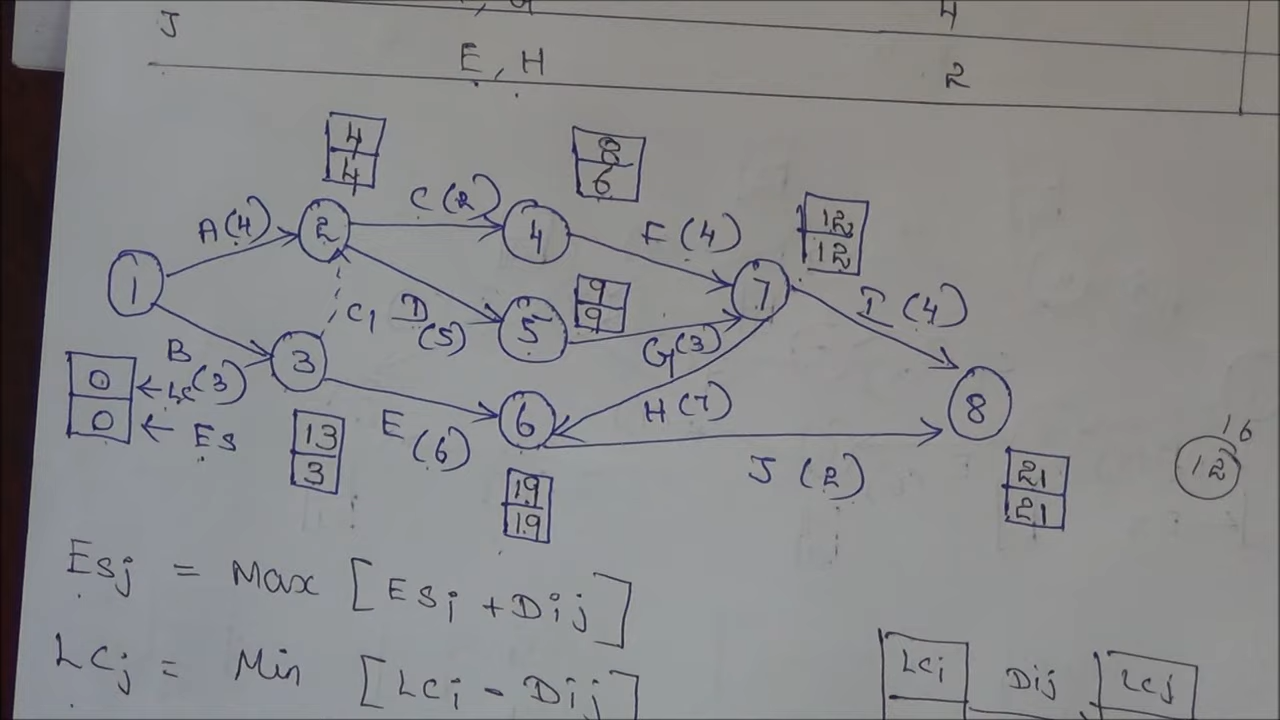 J
4
E, H
2
4
4
8
6
A(4)
2
C(2)
4
F(4)
12
12
1
C1
D
(5)
9
9
5
7
I (4)
B
(3)
3
G(3)
0 ← Lc
0 ← Es
E
(6)
6
H(7)
8
13
3
J (2)
16
12
19
19
21
21
Esj = Max [Esi + Dij]
LCj = Min [LCi - Dij]
LCi Dij LCj